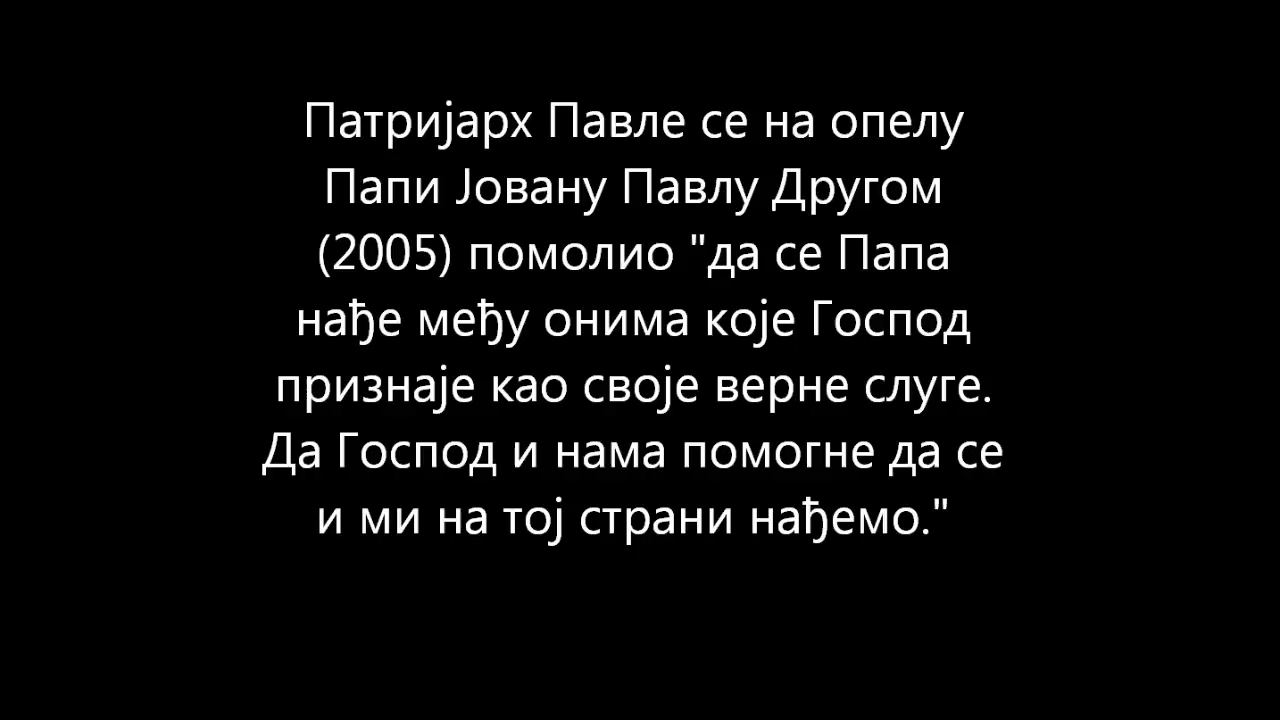 Патријарх Павле се на опелу
Папи Јовану Павлу Другом
(2005) помолио "да се Папа
нађе међу онима које Господ
признаје као своје верне слуге.
Да Господ и нама помогне да се
и ми на тој страни нађемо."